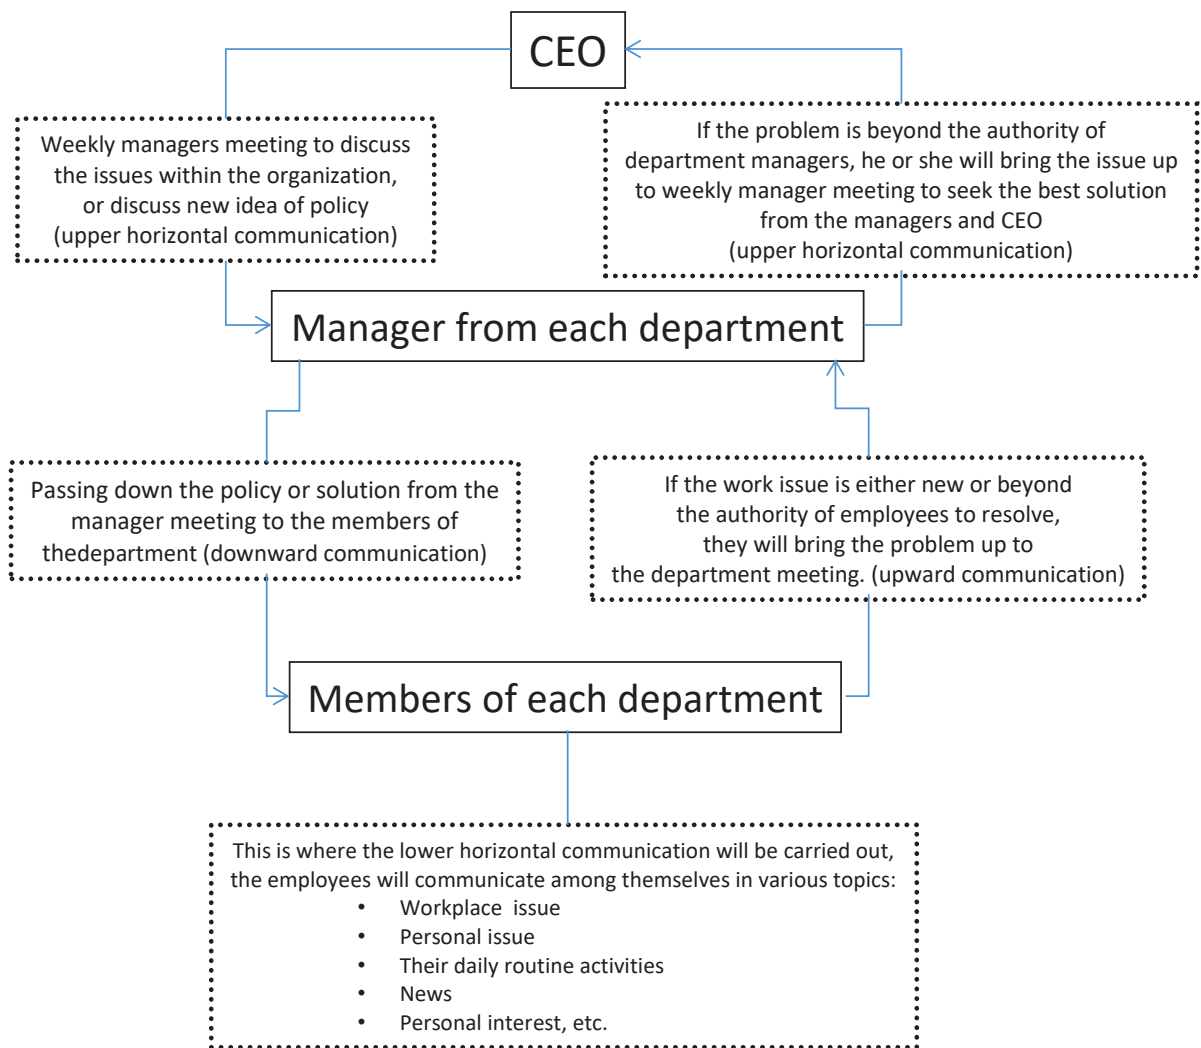 CEO
Weekly managers meeting to discuss
the issues within the organization,
or discuss new idea of policy
(upper horizontal communication)
If the problem is beyond the authority of
department managers, he or she will bring the issue up
to weekly manager meeting to seek the best solution
from the managers and CEO
(upper horizontal communication)
Manager from each department
Passing down the policy or solution from the
manager meeting to the members of
thedepartment (downward communication)
If the work issue is either new or beyond
the authority of employees to resolve,
they will bring the problem up to
the department meeting. (upward communication)
Members of each department
This is where the lower horizontal communication will be carried out,
the employees will communicate among themselves in various topics:
• Workplace issue
• Personal issue
• Their daily routine activities
• News
• Personal interest, etc.